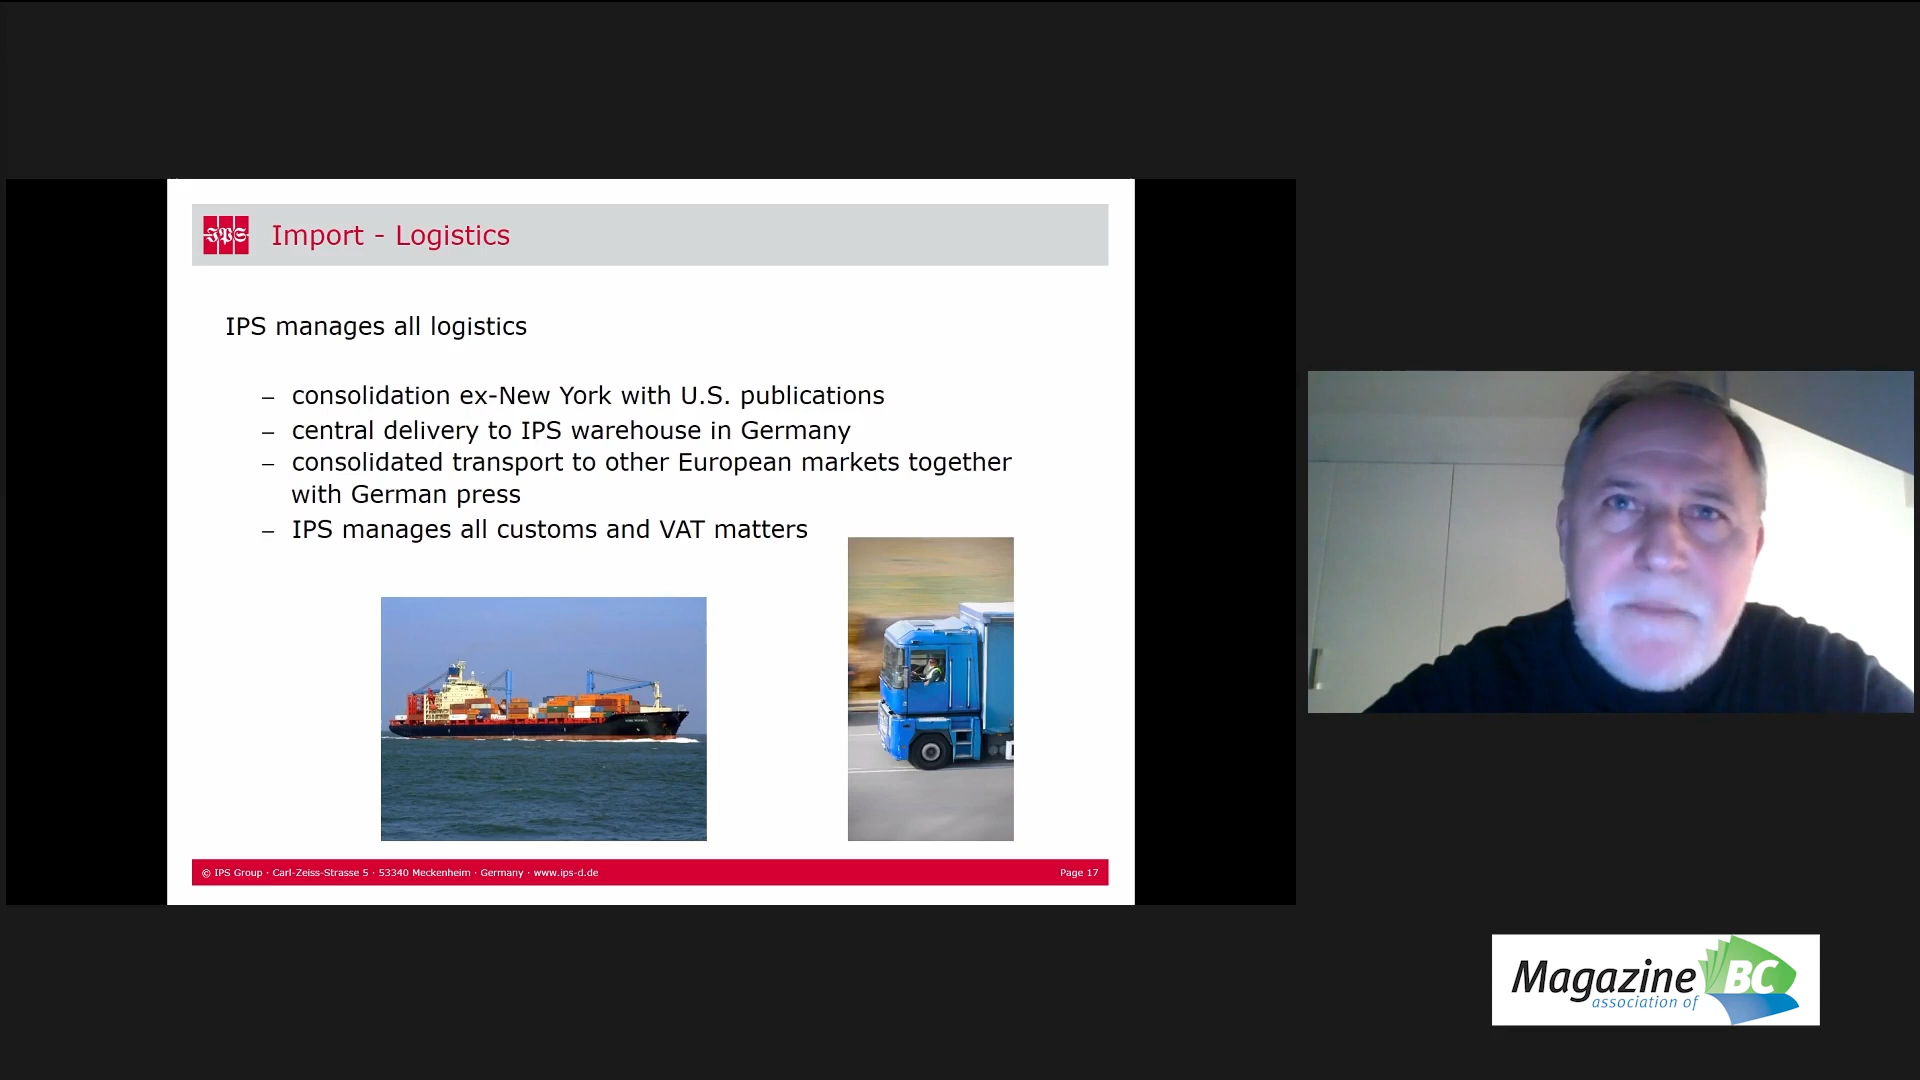 IPS
Import - Logistics
IPS manages all logistics
– consolidation ex-New York with U.S. publications
– central delivery to IPS warehouse in Germany
– consolidated transport to other European markets together
with German press
– IPS manages all customs and VAT matters
© IPS Group · Carl-Zeiss-Strasse 5 · 53340 Meckenheim · Germany · www.ips-d.de
Page 17
Magazine BC
association of